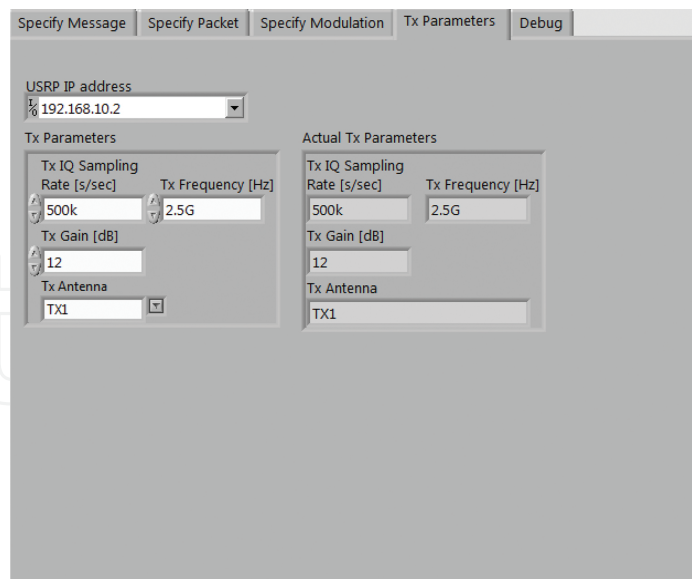 Specify Message Specify Packet Specify Modulation Tx Parameters Debug
USRP IP address
192.168.10.2
Tx Parameters
Tx IQ Sampling
Rate [s/sec] Tx Frequency [Hz]
500k 2.5G
Tx Gain [dB]
12
Tx Antenna
TX1
Actual Tx Parameters
Tx IQ Sampling
Rate [s/sec] Tx Frequency [Hz]
500k 2.5G
Tx Gain [dB]
12
Tx Antenna
TX1